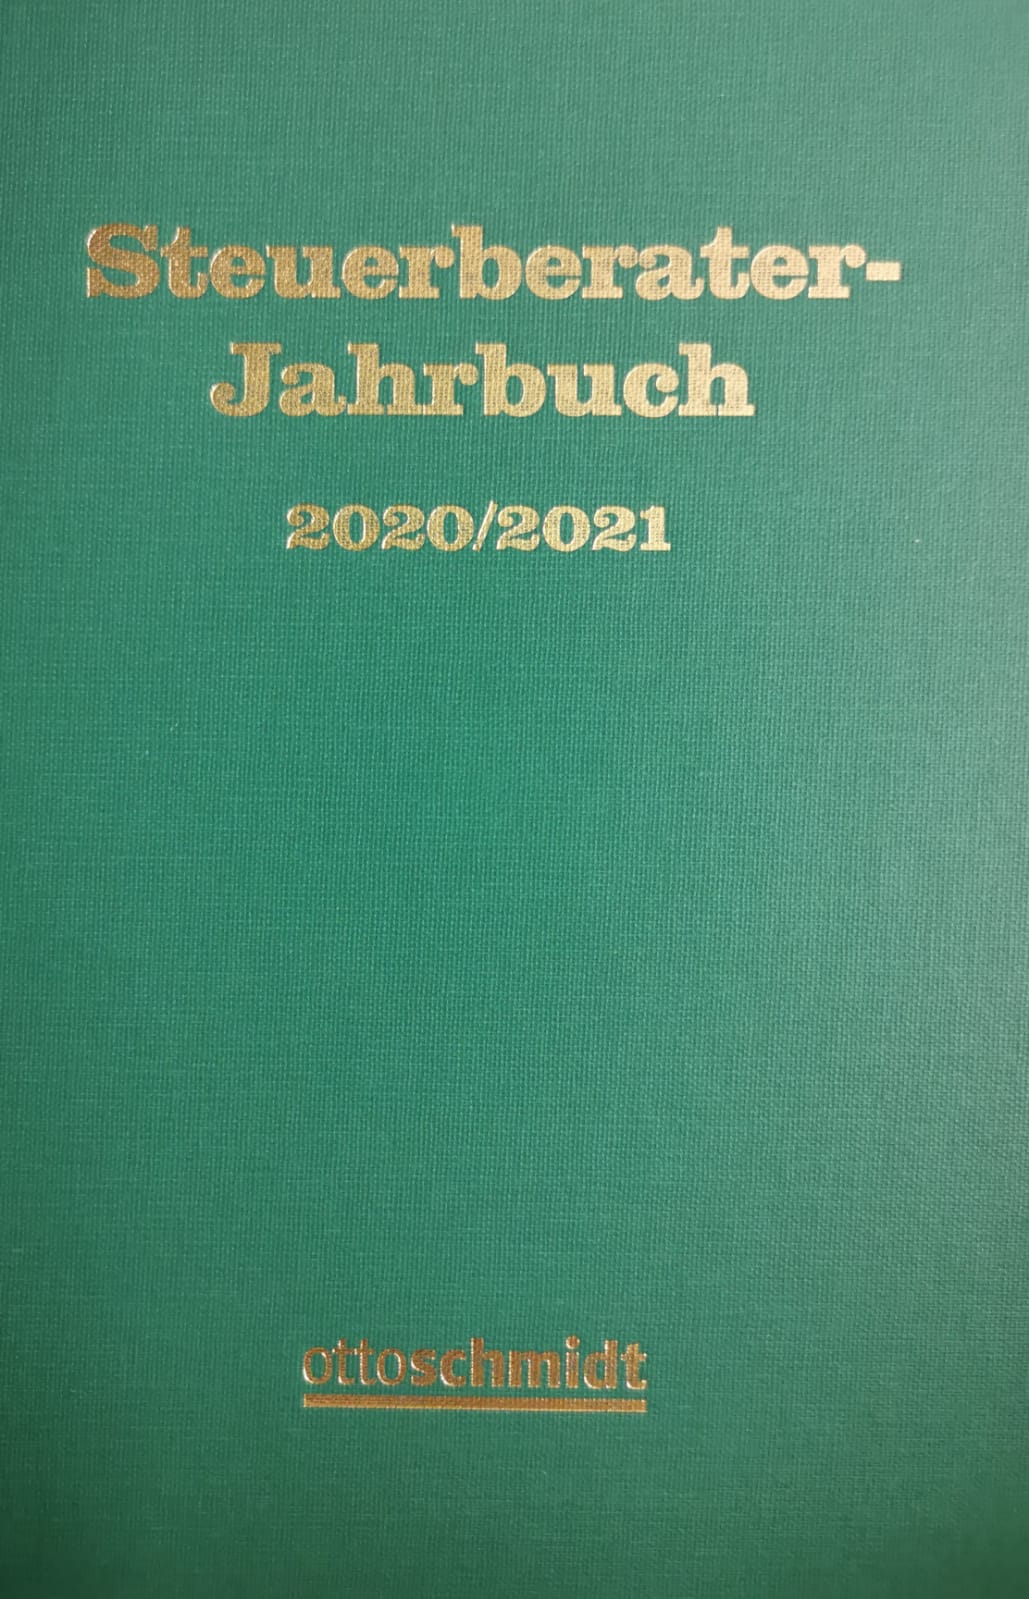 Steuerberater-
Jahrbuch
2020/2021
ottoschmidt